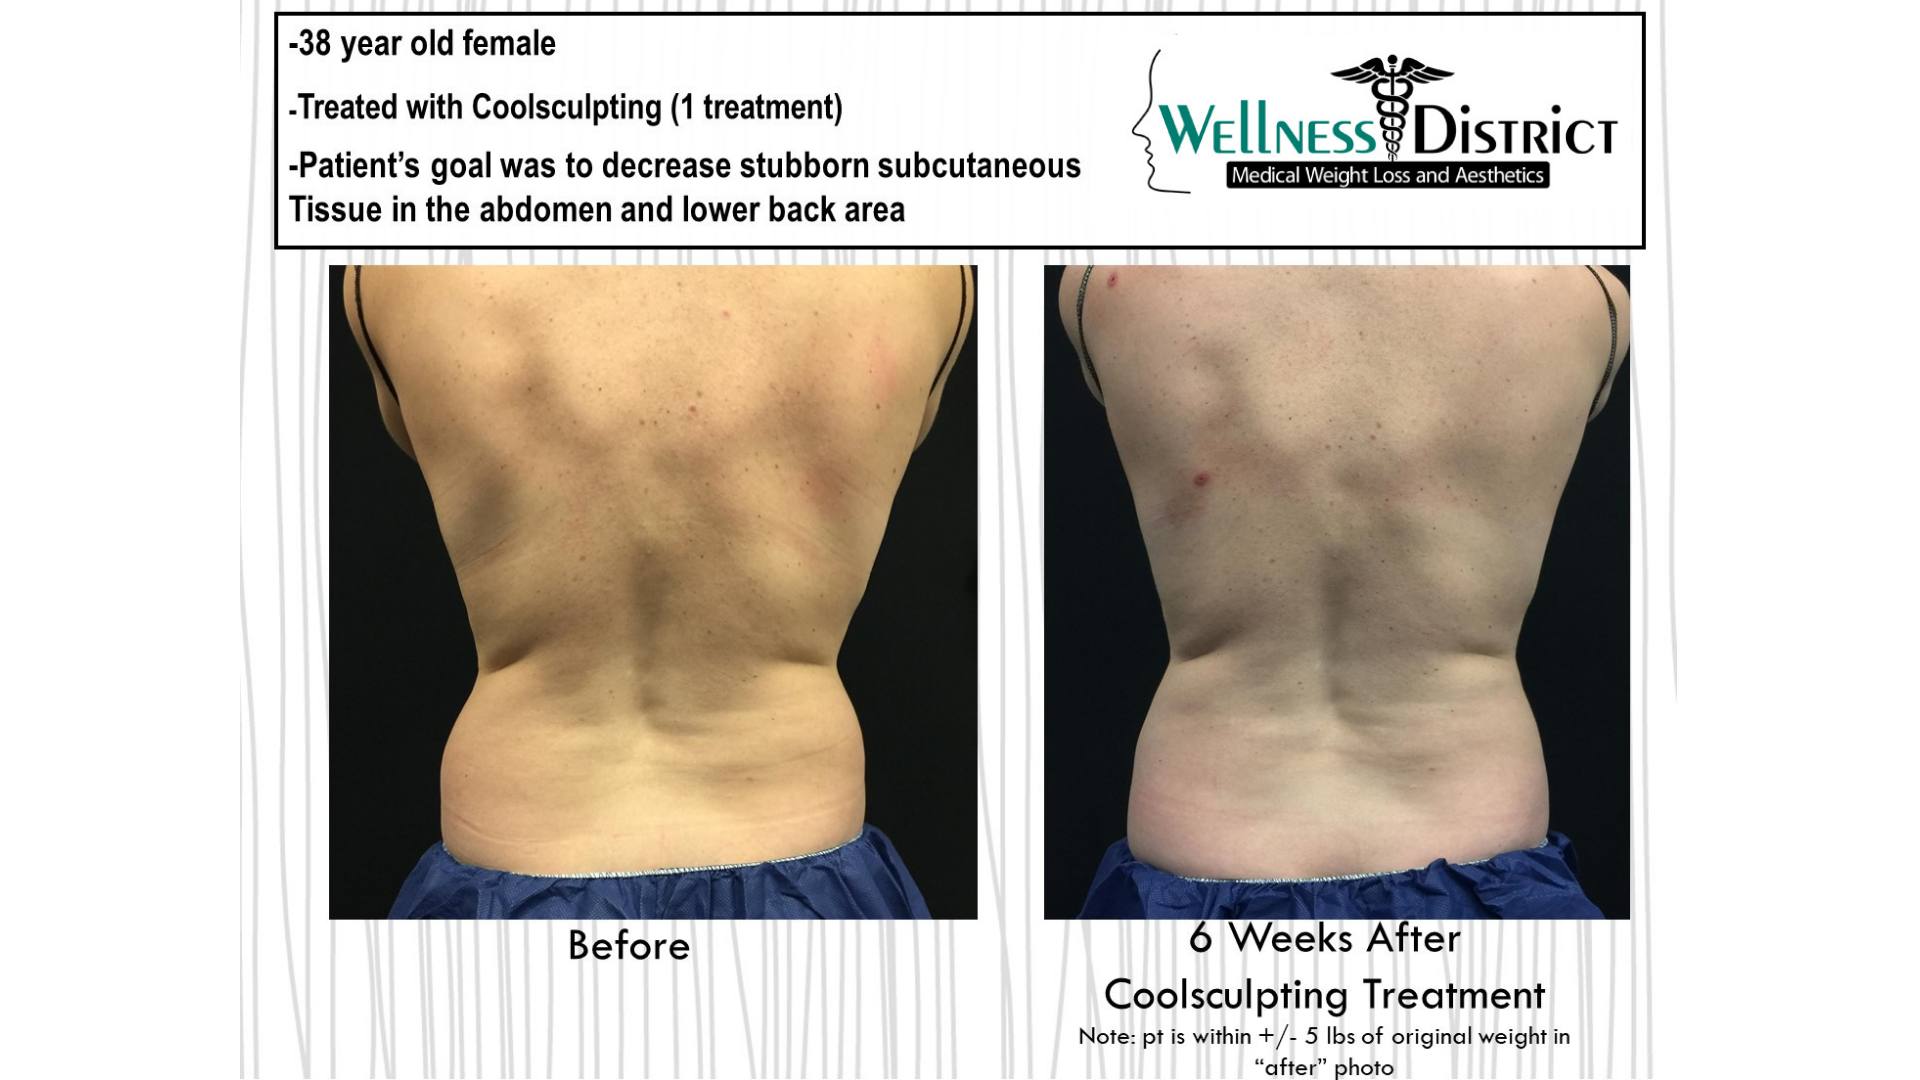 -38 year old female
-Treated with Coolsculpting (1 treatment)
-Patient’s goal was to decrease stubborn subcutaneous
Tissue in the abdomen and lower back area
WELLNESS DISTRICT
Medical Weight Loss and Aesthetics
Before
6 Weeks After
Coolsculpting Treatment
Note: pt is within +/- 5 lbs of original weight in
“after” photo